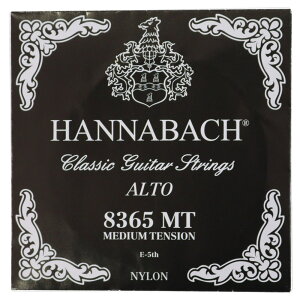 HANNABACH®
Classic Guitar Strings
ALTO
8365 MT
MEDIUM TENSION
E-5th
NYLON